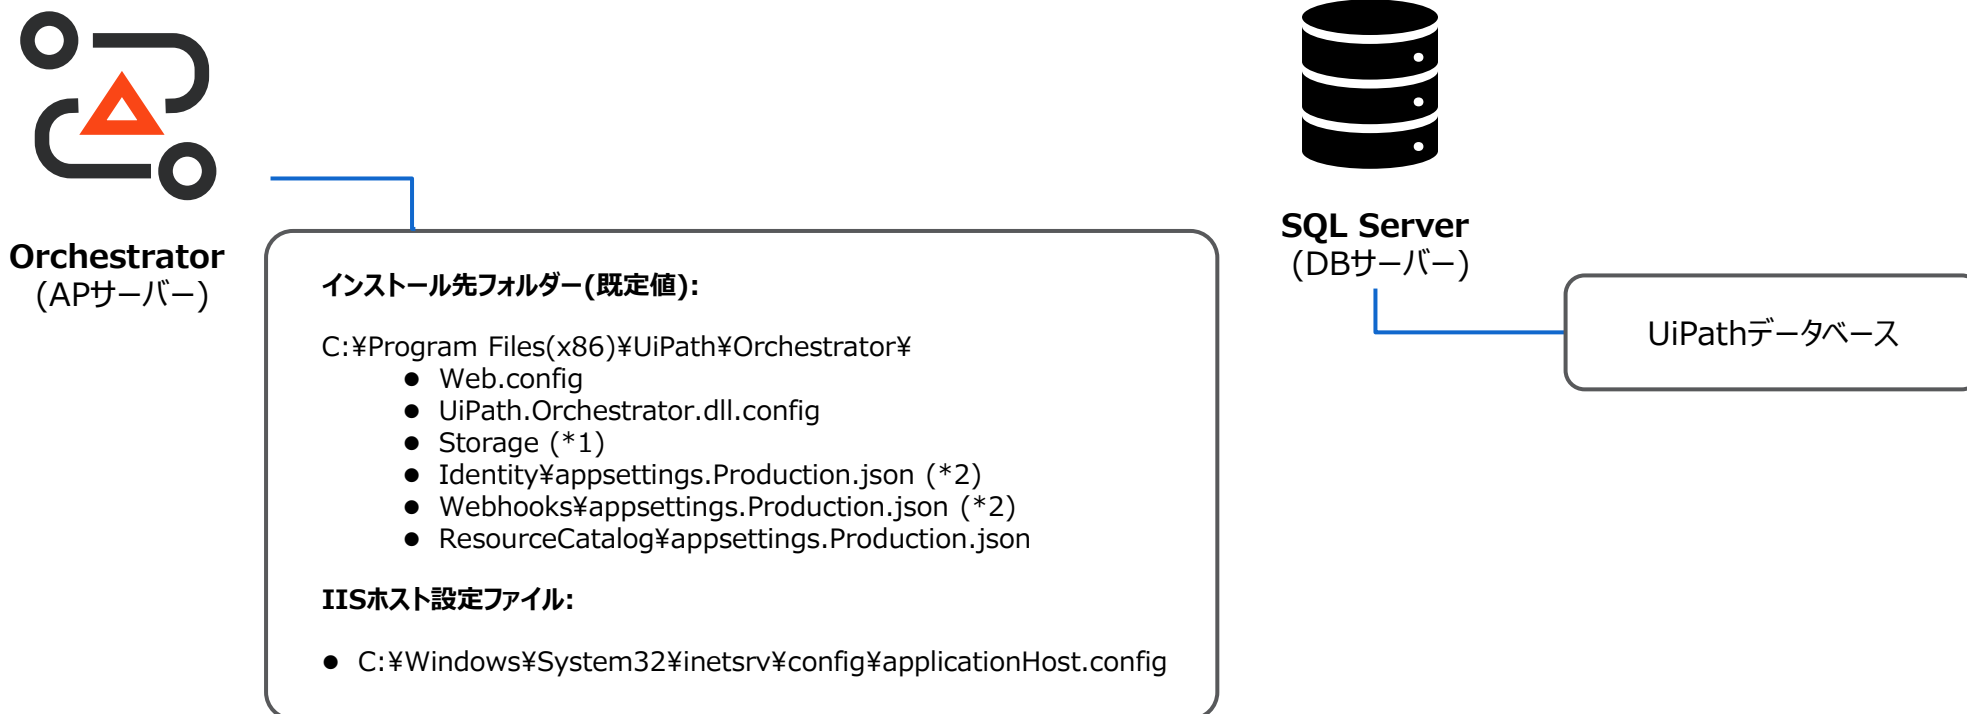 Orchestrator
(APサーバー)
インストール先フォルダー(既定値):
C:¥Program Files(x86)¥UiPath¥Orchestrator¥
● Web.config
● UiPath.Orchestrator.dll.config
● Storage (*1)
● Identity¥appsettings.Production.json (*2)
● Webhooks¥appsettings.Production.json (*2)
● ResourceCatalog¥appsettings.Production.json
IISホスト設定ファイル:
● C:¥Windows¥System32¥inetsrv¥config¥applicationHost.config
SQL Server
(DBサーバー)
UiPathデータベース